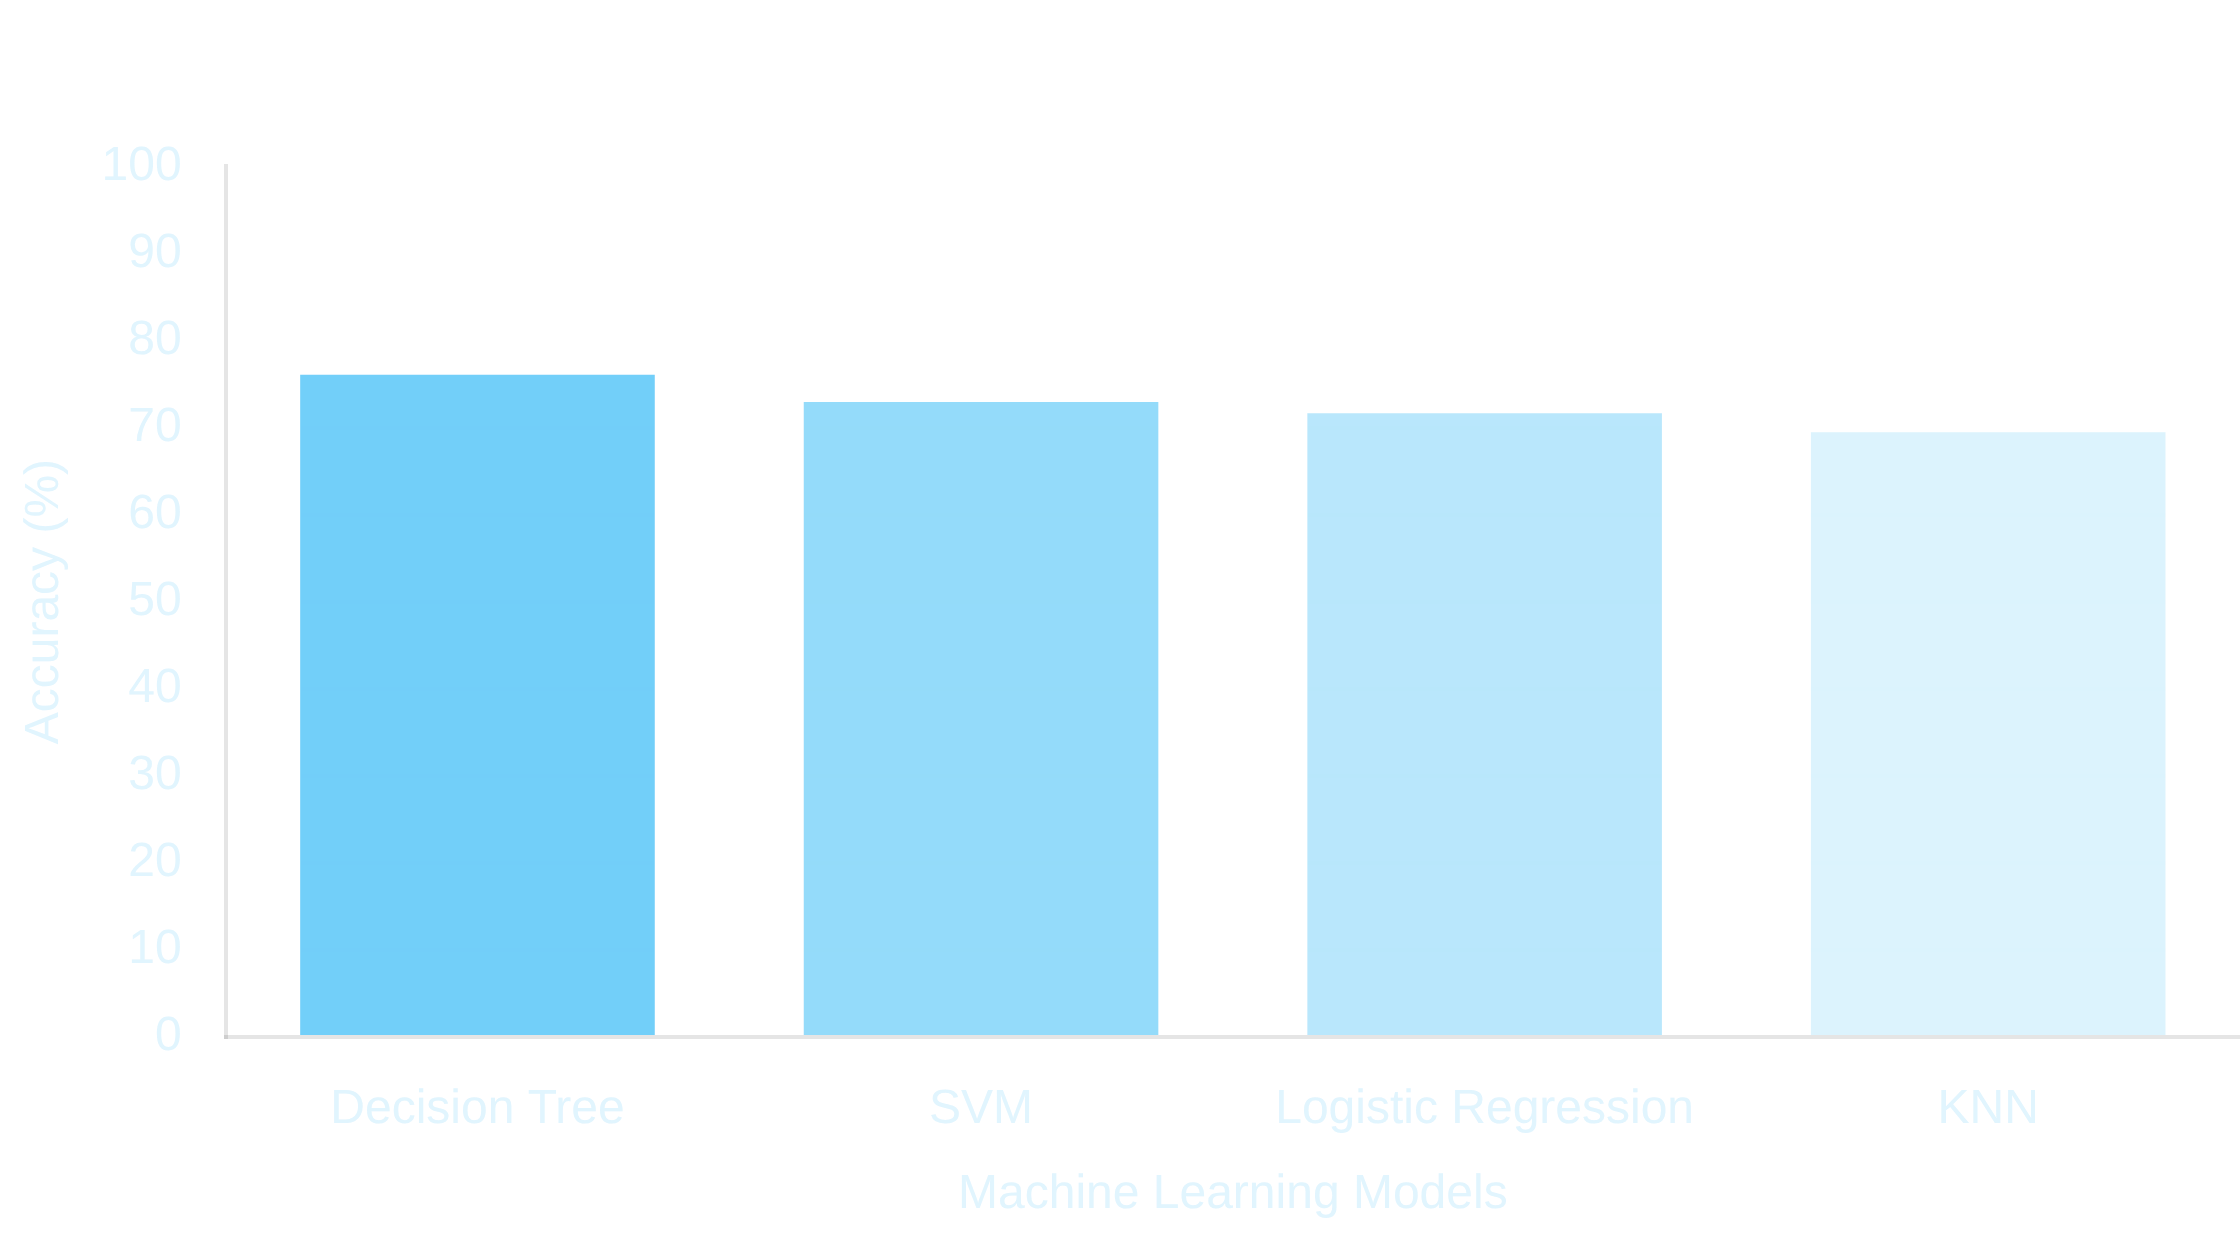 100
90
80
70
60
50
40
30
20
10
0
Accuracy (%)
Decision Tree
SVM
Logistic Regression
KNN
Machine Learning Models